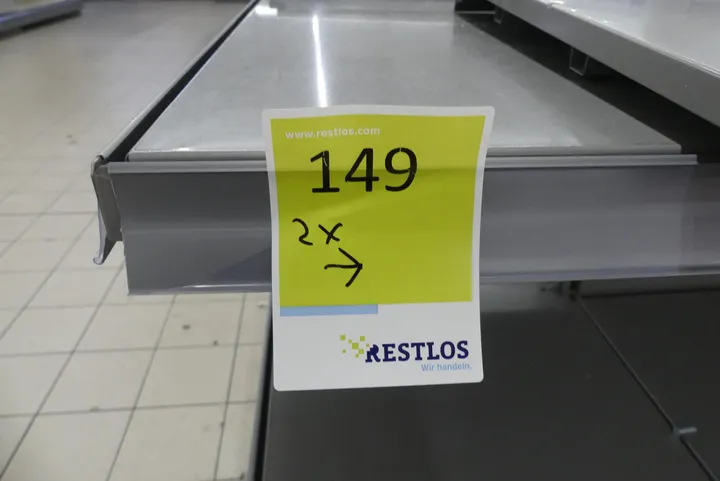 www.restlos.com
149
2x
→
RESTLOS
Wir handeln.